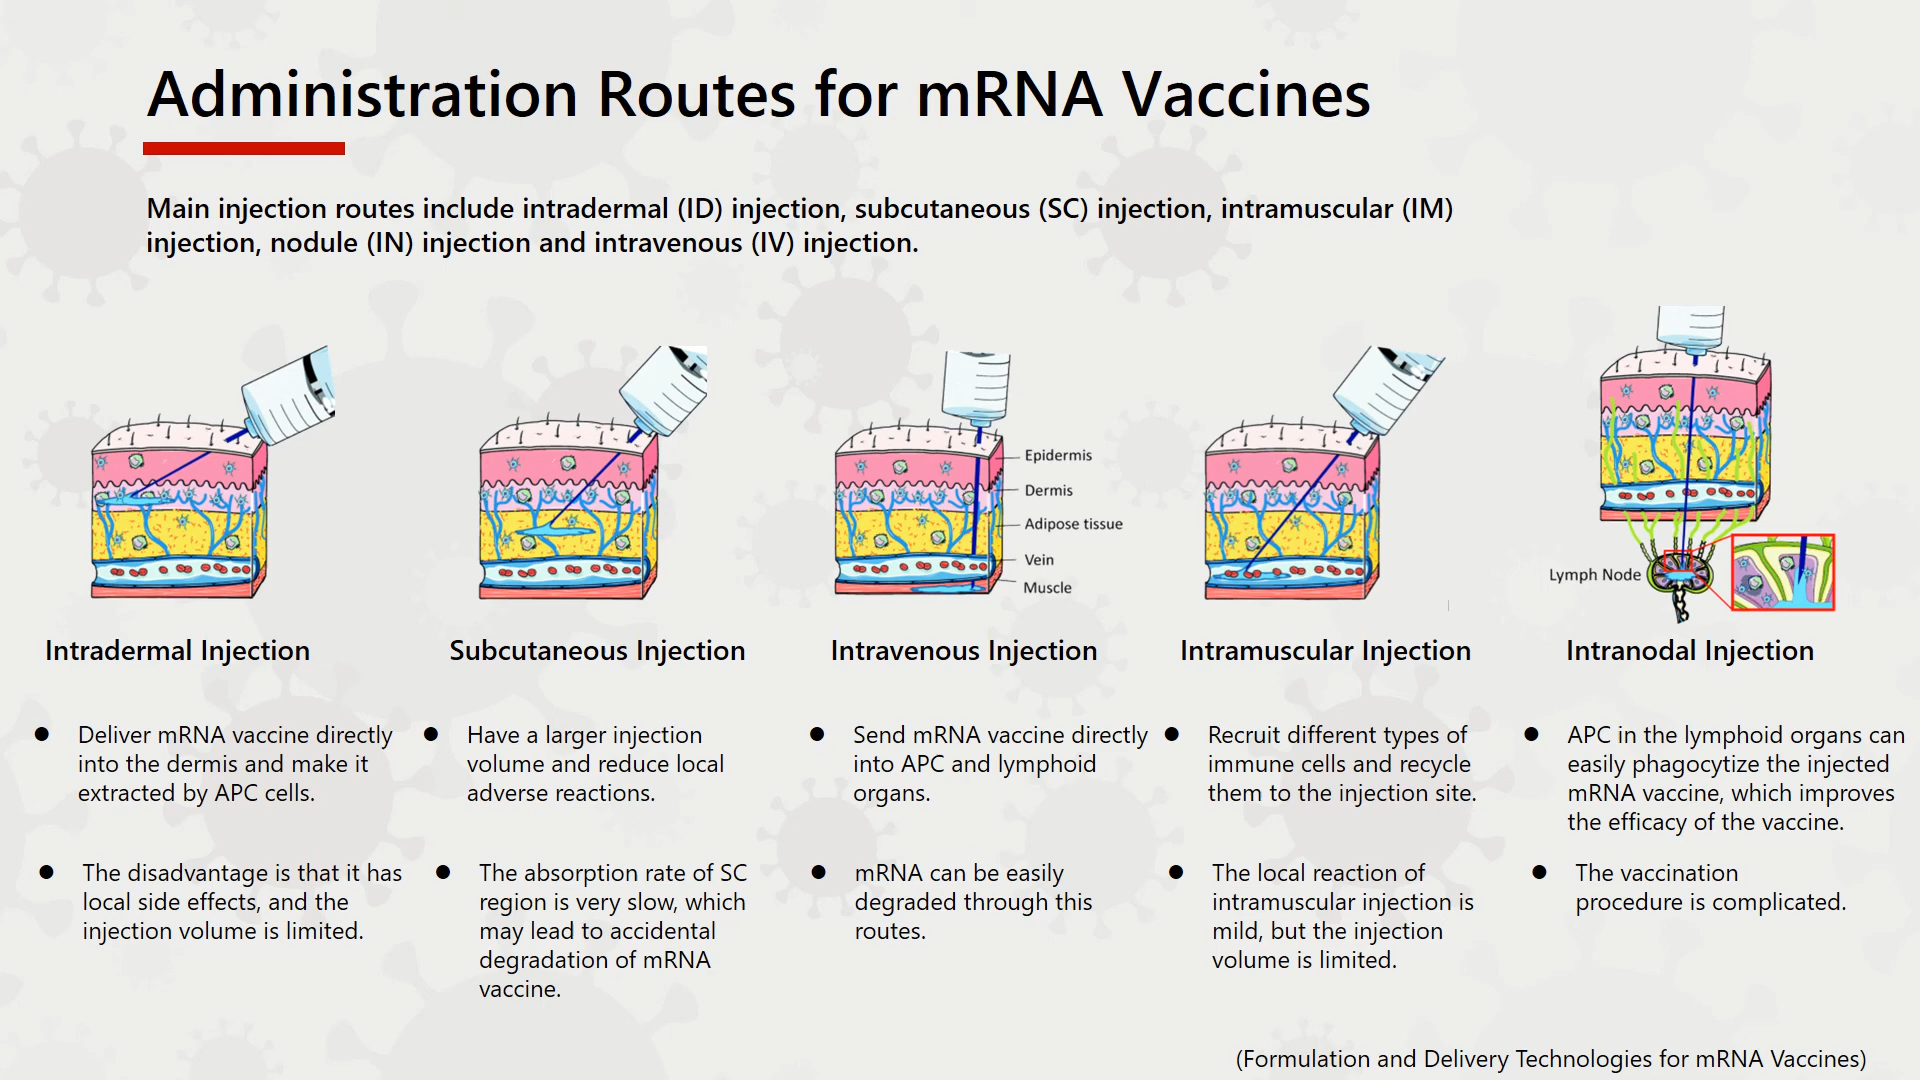 Administration Routes for mRNA Vaccines
Main injection routes include intradermal (ID) injection, subcutaneous (SC) injection, intramuscular (IM)
injection, nodule (IN) injection and intravenous (IV) injection.
Epidermis
Dermis
Adipose tissue
Vein
Muscle
Lymph Node
Intradermal Injection
Deliver mRNA vaccine directly
into the dermis and make it
extracted by APC cells.
The disadvantage is that it has
local side effects, and the
injection volume is limited.
Subcutaneous Injection
Have a larger injection
volume and reduce local
adverse reactions.
The absorption rate of SC
region is very slow, which
may lead to accidental
degradation of mRNA
vaccine.
Intravenous Injection
Send mRNA vaccine directly
into APC and lymphoid
organs.
mRNA can be easily
degraded through this
routes.
Intramuscular Injection
Recruit different types of
immune cells and recycle
them to the injection site.
The local reaction of
intramuscular injection is
mild, but the injection
volume is limited.
Intranodal Injection
APC in the lymphoid organs can
easily phagocytize the injected
mRNA vaccine, which improves
the efficacy of the vaccine.
The vaccination
procedure is complicated.
(Formulation and Delivery Technologies for mRNA Vaccines)